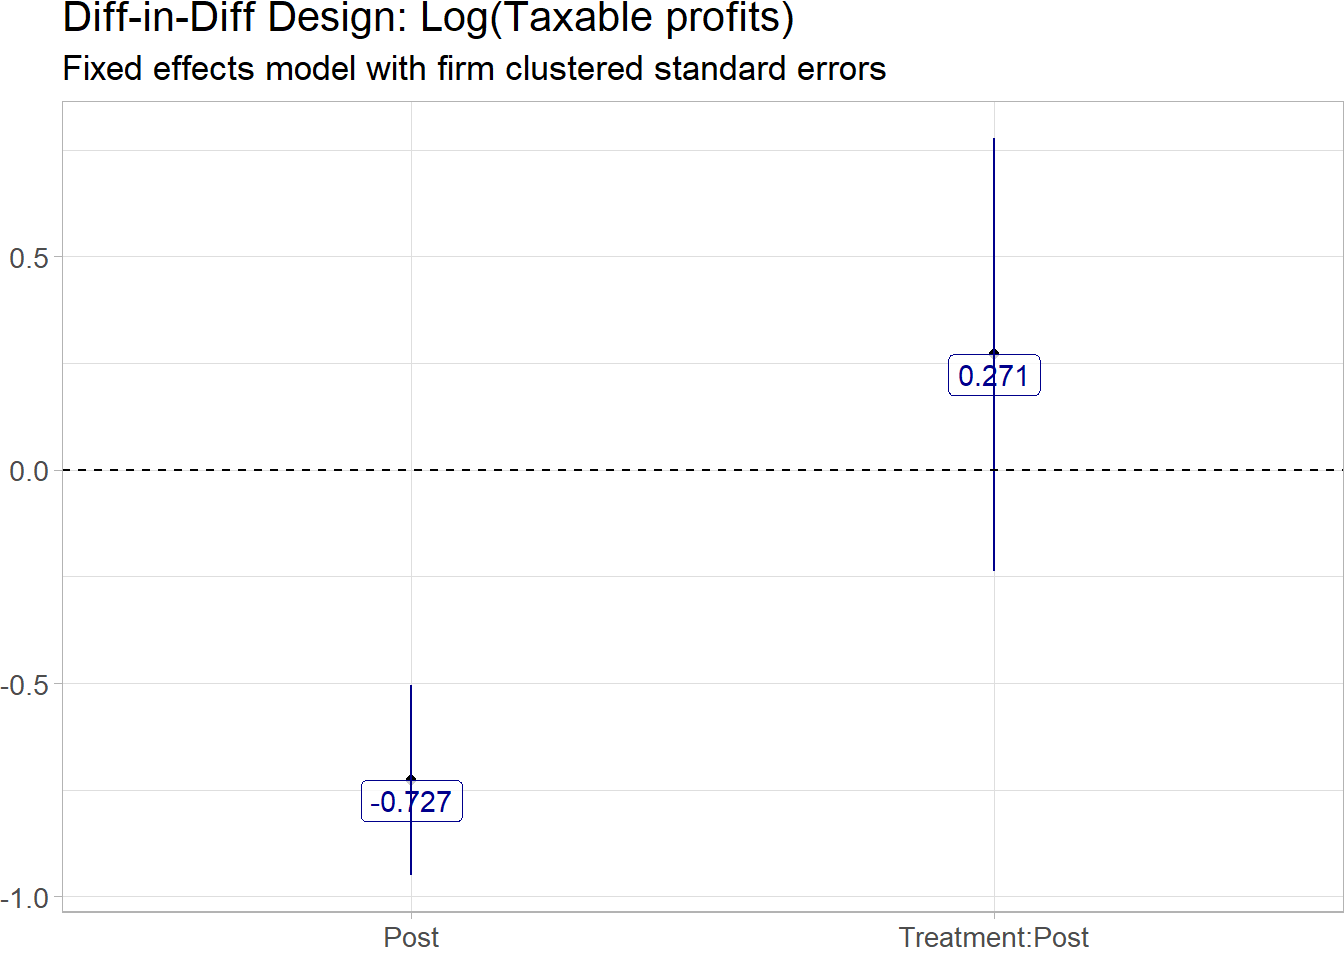 Diff-in-Diff Design: Log(Taxable profits)
Fixed effects model with firm clustered standard errors
0.5
0.271
0.0
-0.5
-0.727
-1.0
Post
Treatment:Post